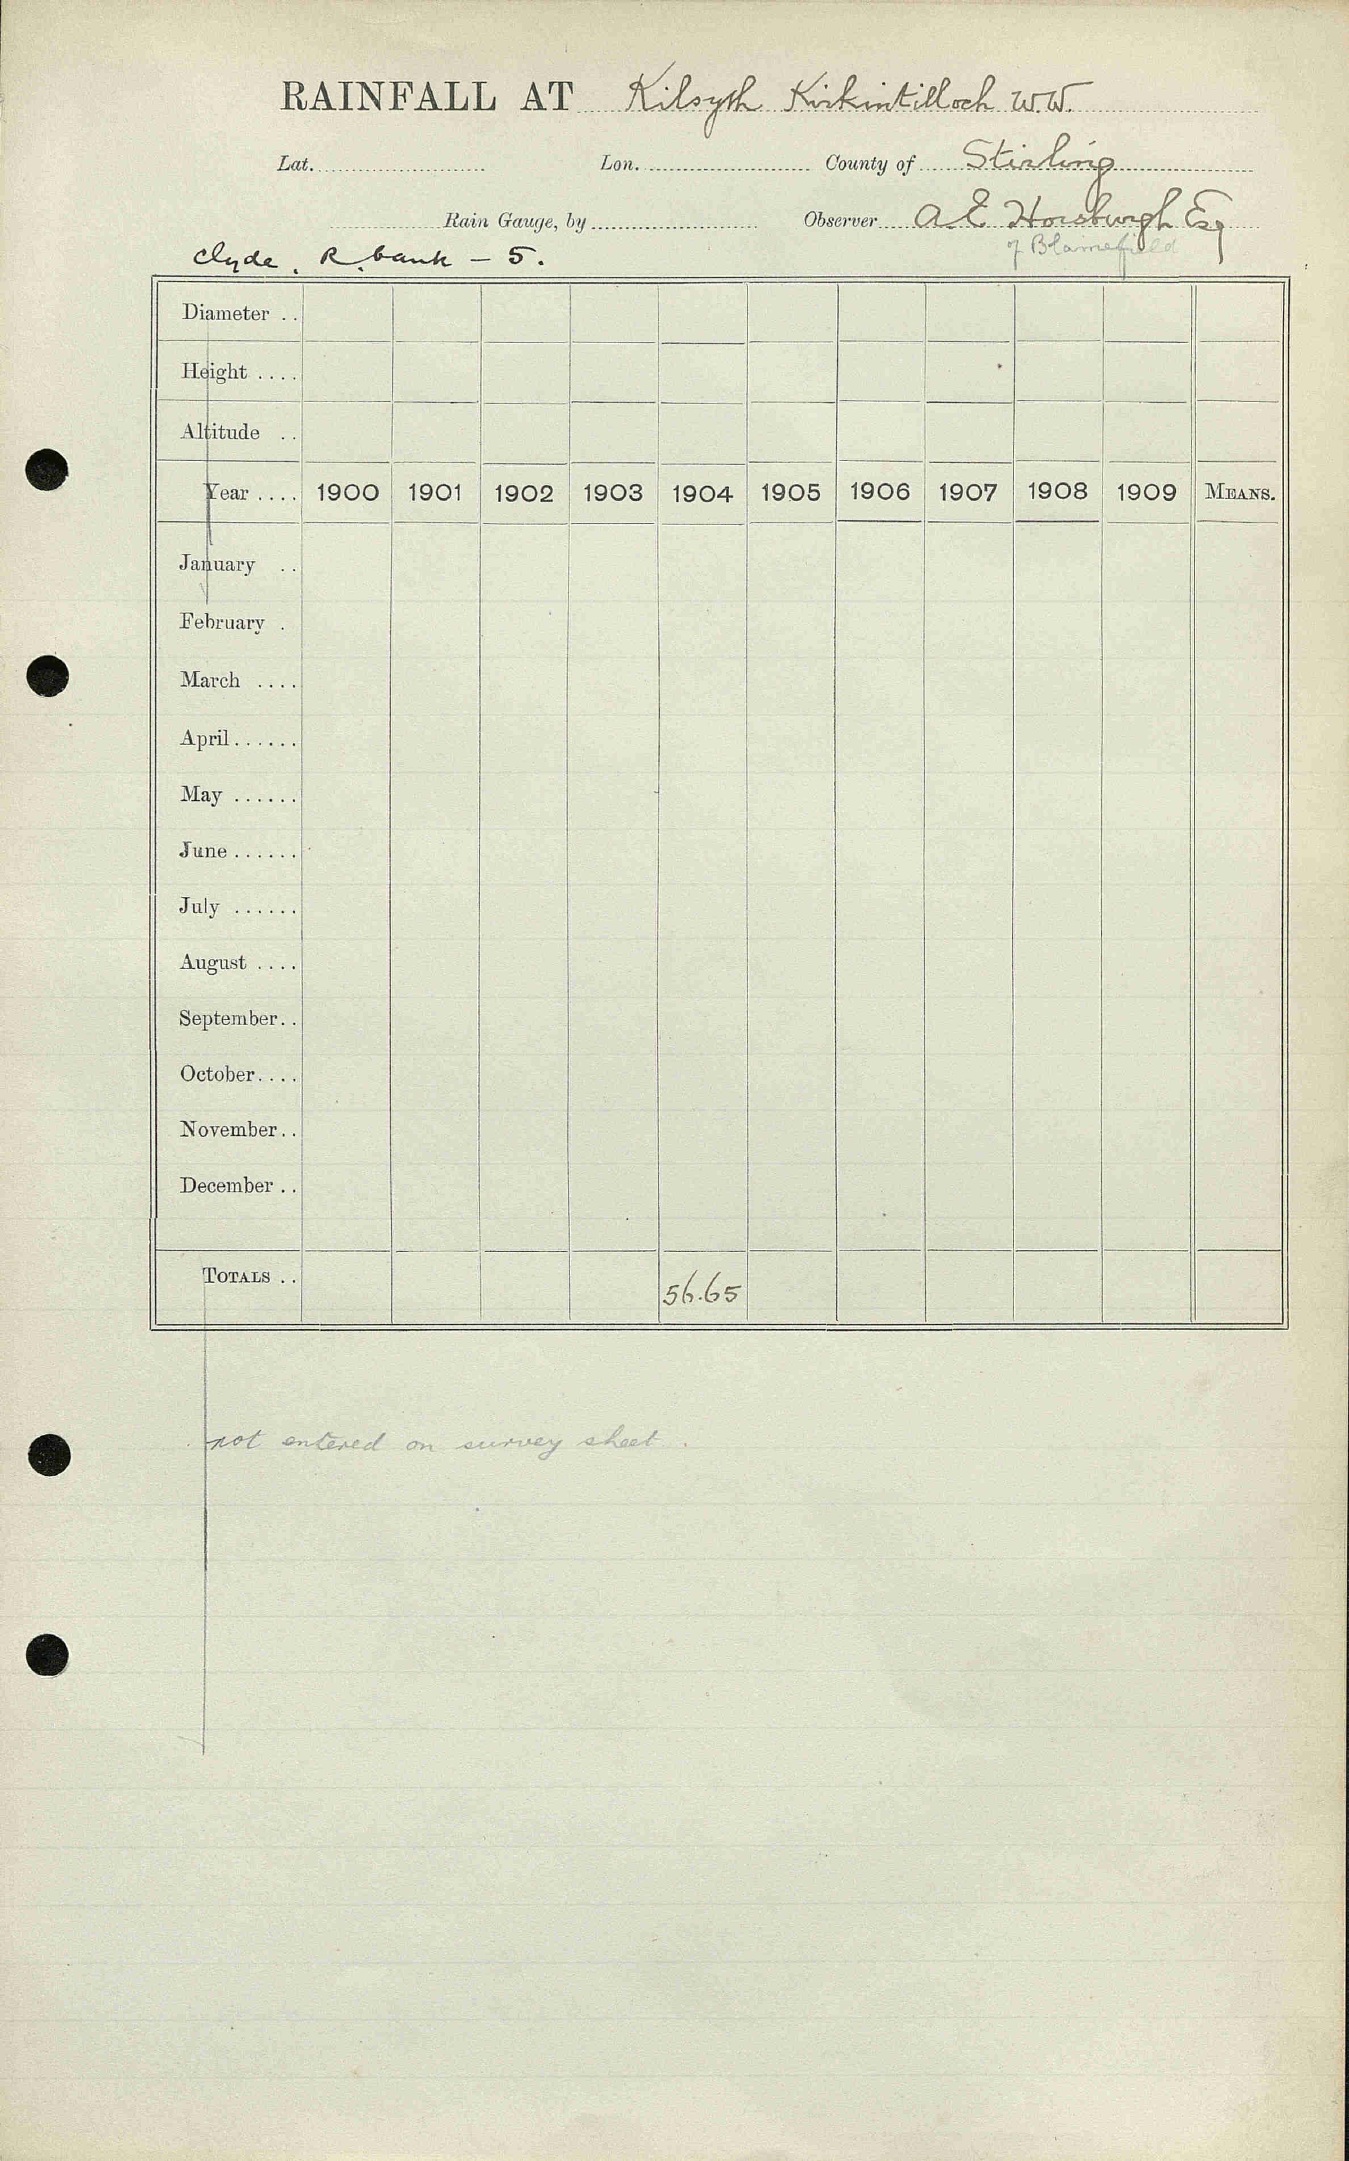 RAINFALL AT Kilsyth Kirkintilloch W.W.
Lat. Lon. County of Stirling
Rain Gauge, by Observer A.E Horsburgh Esq
of
Clyde. R. bank - 5.
Diameter ..
Height ....
Altitude ..
Year .... 1900 1901 1902 1903 1904 1905 1906 1907 1908 1909 MEANS.
January ..
February .
March ....
April......
May ......
June......
July ......
August ....
September..
October....
November..
December ..
TOTALS .. 56.65
not entered on survey sheet.